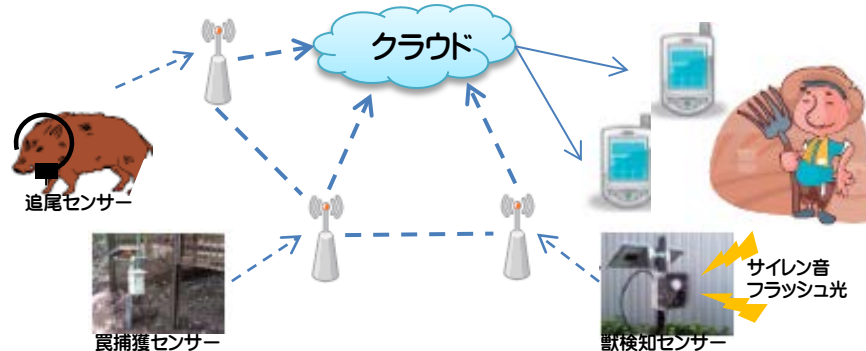 クラウド
追尾センサー
サイレン音
フラッシュ光
罠捕獲センサー
獣検知センサー